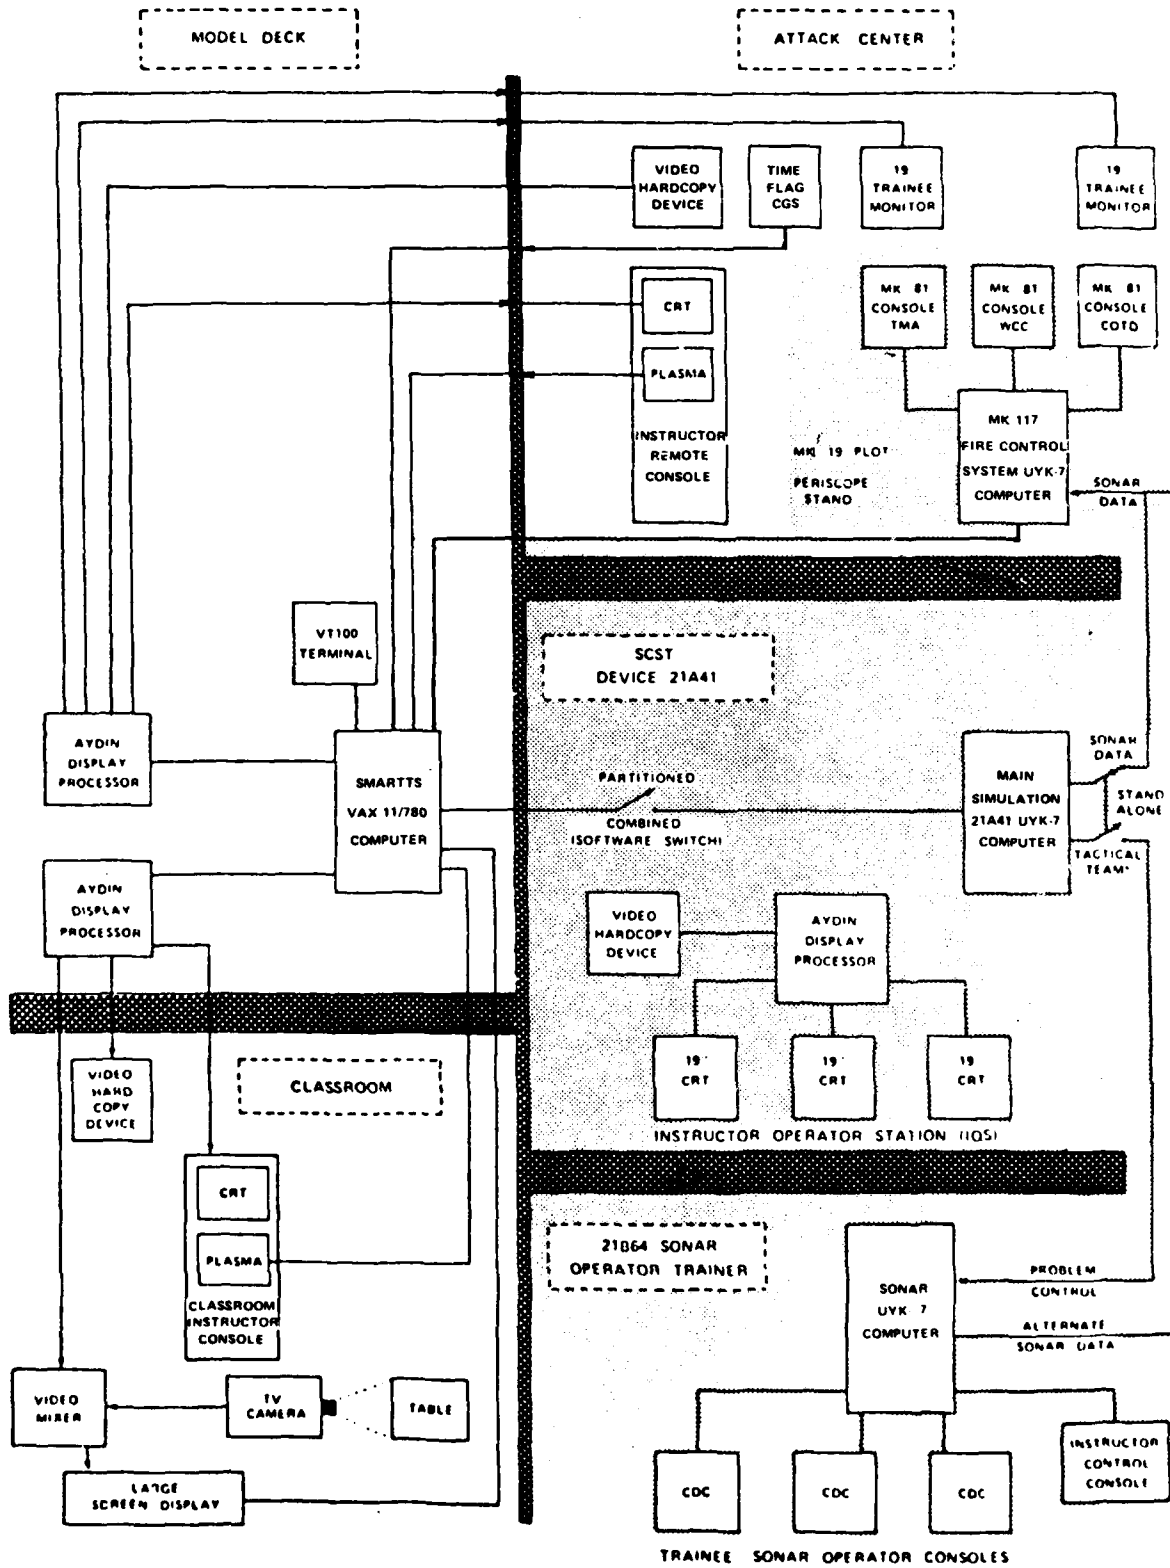 MODEL DECK
ATTACK CENTER
VIDEO
HARDCOPY
DEVICE
TIME
FLAG
CGS
19
TRAINEE
MONITOR
19
TRAINEE
MONITOR
CRT
PLASMA
INSTRUCTOR
REMOTE
CONSOLE
MK 81
CONSOLE
TMA
MK 81
CONSOLE
WCC
MK 81
CONSOLE
COTD
MK 19 PLOT
PERISCOPE
STAND
MK 117
FIRE CONTROL
SYSTEM UYK-7
COMPUTER
SONAR
DATA
VT100
TERMINAL
SCST
DEVICE 21A41
AYDIN
DISPLAY
PROCESSOR
SMARTTS
VAX 11/780
COMPUTER
PARTITIONED
COMBINED
(SOFTWARE SWITCH)
MAIN
SIMULATION
21A41 UYK-7
COMPUTER
SONAR
DATA
STAND
ALONE
TACTICAL
TEAM
AYDIN
DISPLAY
PROCESSOR
VIDEO
HARDCOPY
DEVICE
AYDIN
DISPLAY
PROCESSOR
19"
CRT
19"
CRT
19
CRT
INSTRUCTOR OPERATOR STATION (IOS)
VIDEO
HARD
COPY
DEVICE
CLASSROOM
CRT
PLASMA
CLASSROOM
INSTRUCTOR
CONSOLE
21B64 SONAR
OPERATOR TRAINER
SONAR
UYK-7
COMPUTER
PROBLEM
CONTROL
ALTERNATE
SONAR DATA
VIDEO
MIXER
TV
CAMERA
TABLE
LARGE
SCREEN DISPLAY
CDC
CDC
CDC
INSTRUCTOR
CONTROL
CONSOLE
TRAINEE SONAR OPERATOR CONSOLES